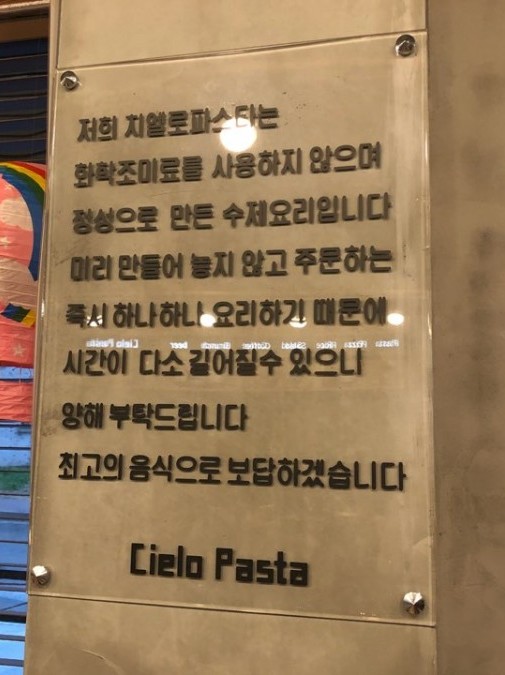 저희 치엘로파스타는
화학조미료를 사용하지 않으며
정성으로 만든 수제요리입니다
미리 만들어 놓지 않고 주문하는
즉시 하나하나 요리하기 때문에
시간이 다소 길어질수 있으니
양해 부탁드립니다
최고의 음식으로 보답하겠습니다
Cielo Pasta